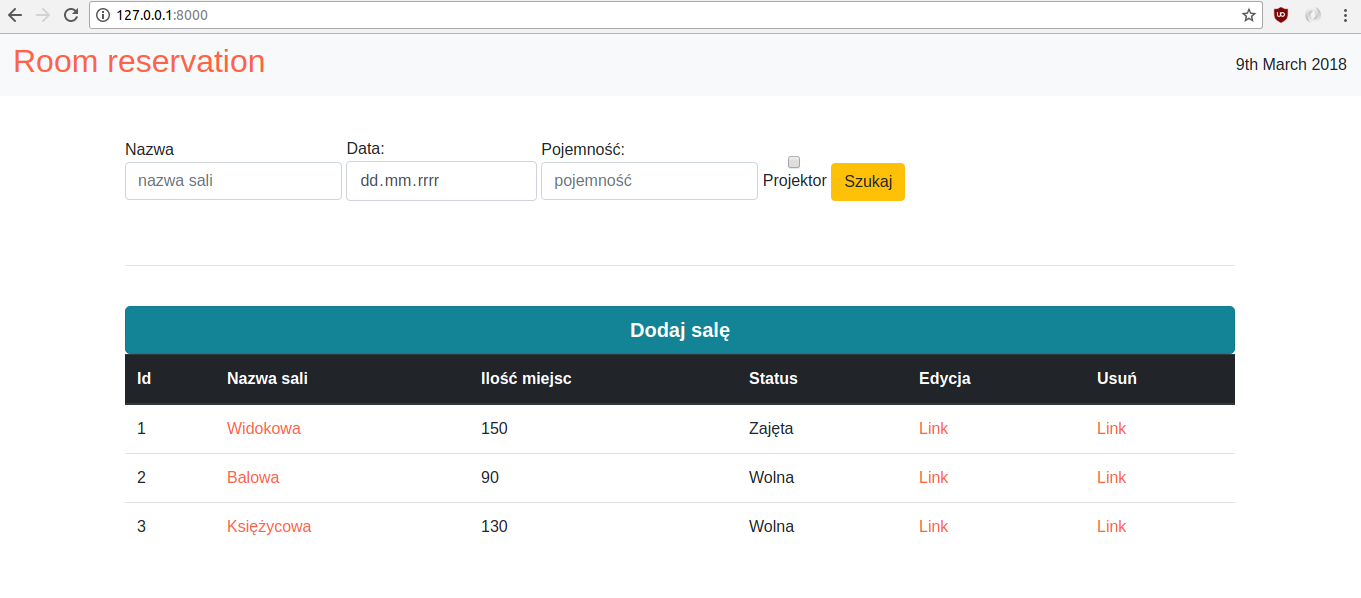 127.0.0.1:8000
Room reservation
9th March 2018
Nazwa Data: Pojemność:
nazwa sali dd.mm.rrrr pojemność Projektor Szukaj
Dodaj salę
Id Nazwa sali Ilość miejsc Status Edycja Usuń
1 Widokowa 150 Zajęta Link Link
2 Balowa 90 Wolna Link Link
3 Księżycowa 130 Wolna Link Link